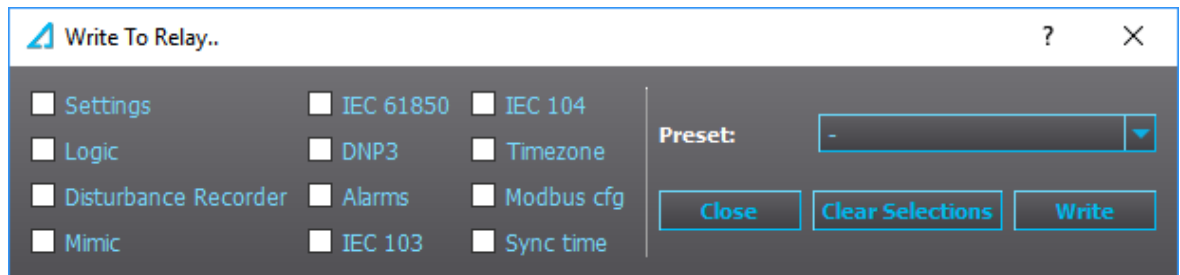 Write To Relay.. ?
Settings IEC 61850 IEC 104
Logic DNP3 Timezone
Disturbance Recorder Alarms Modbus cfg
Mimic IEC 103 Sync time
Preset: -
Close Clear Selections Write